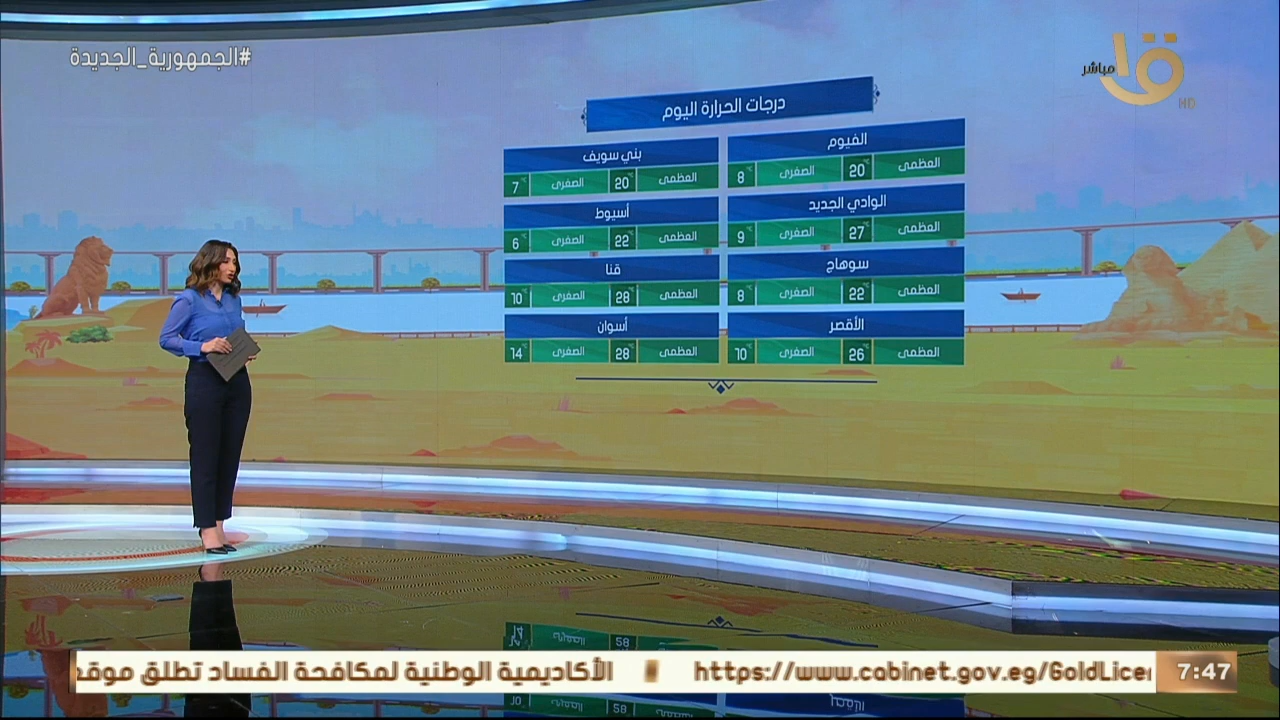 #الجمهورية_الجديدة
مباشر
HD
درجات الحرارة اليوم
الفيوم
العظمى 20 الصغرى 8
بني سويف
العظمى 20 الصغرى 7
الوادي الجديد
العظمى 27 الصغرى 9
أسيوط
العظمى 22 الصغرى 6
سوهاج
العظمى 22 الصغرى 8
قنا
العظمى 28 الصغرى 10
الأقصر
العظمى 26 الصغرى 10
أسوان
العظمى 28 الصغرى 14
7:47 https://www.cabinet.gov.eg/GoldLice الأكاديمية الوطنية لمكافحة الفساد تطلق